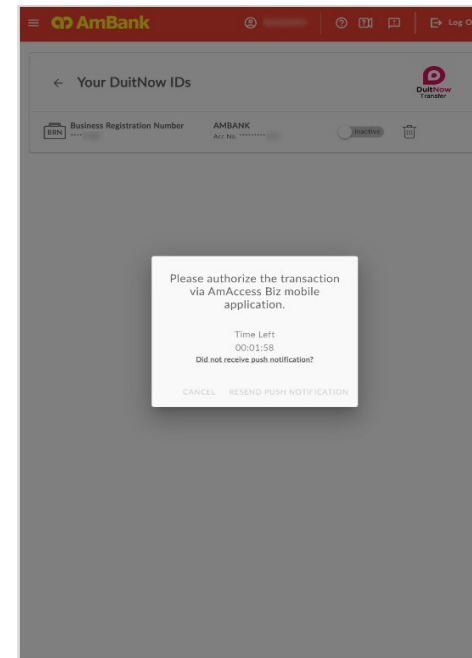 AmBank
Log O
Your DuitNow IDs
DuitNow
Transfer
BRN
Business Registration Number
****
AMBANK
Acc No. *********
Inactive
Please authorize the transaction
via AmAccess Biz mobile
application.
Time Left
00:01:58
Did not receive push notification?
CANCEL RESEND PUSH NOTIFICATION